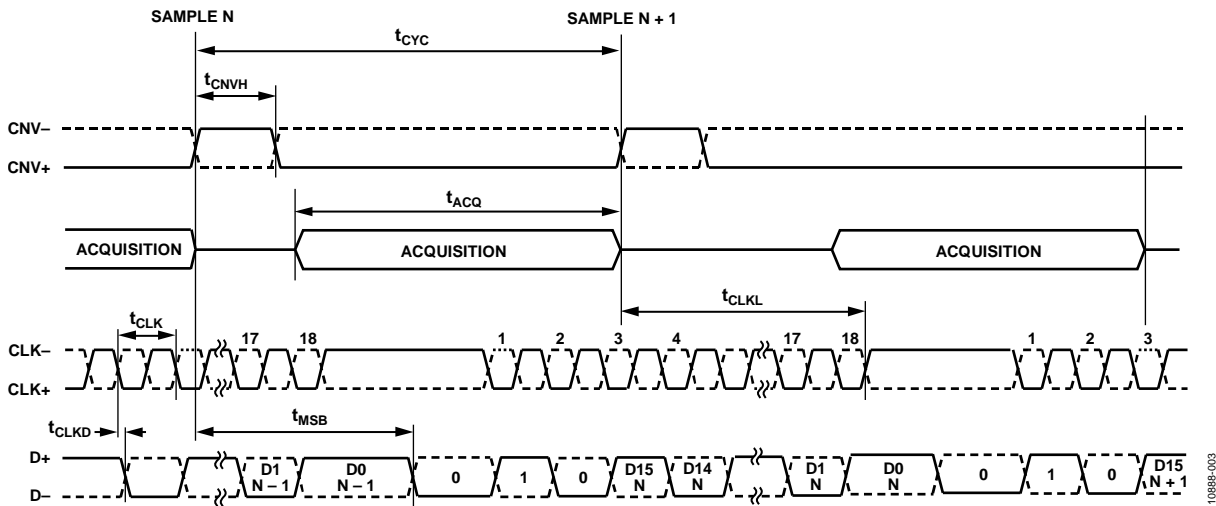 SAMPLE N
SAMPLE N + 1
tCYC
tCNVH
CNV–
CNV+
tACQ
ACQUISITION
ACQUISITION
ACQUISITION
tCLKL
tCLK
17 18 1 2 3 4 17 18 1 2 3
CLK–
CLK+
tCLKD
tMSB
D+
D–
D1 N – 1
D0 N – 1
0
1
0
D15 N
D14 N
D1 N
D0 N
0
1
0
D15 N + 1
10888-003